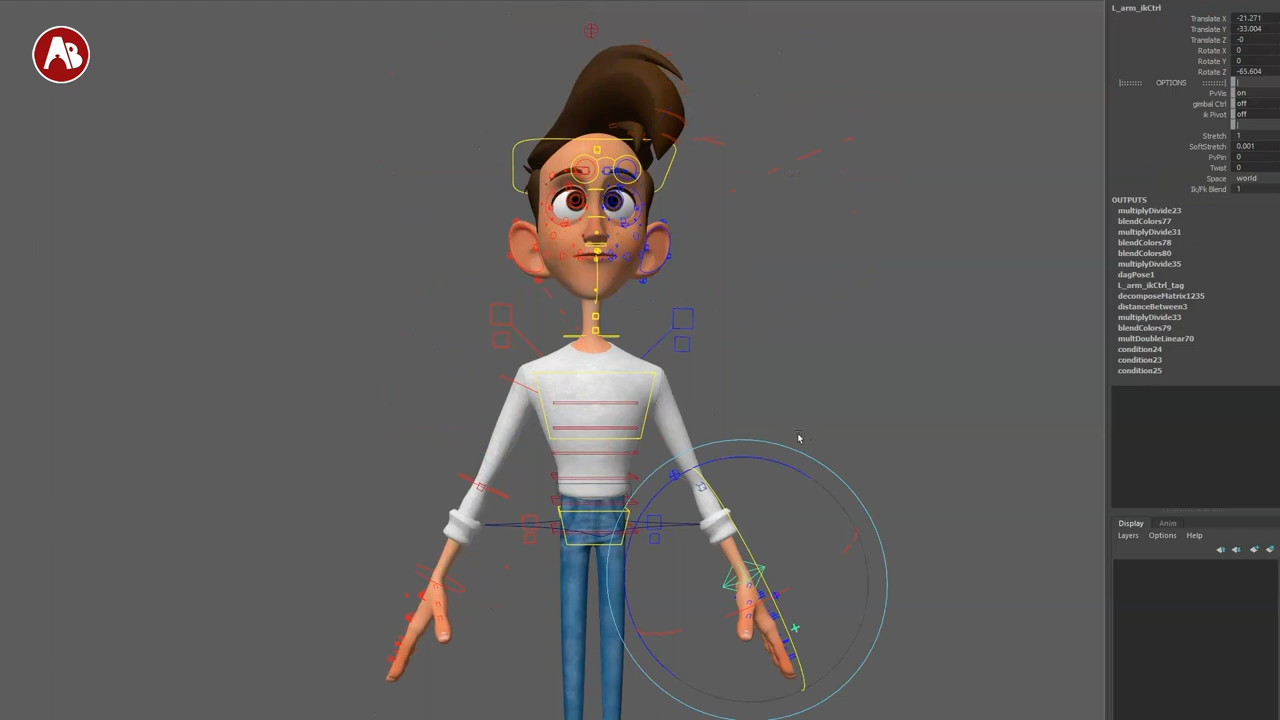 AB
L_arm_ikCtrl
Translate X -21.271
Translate Y -33.004
Translate Z -0
Rotate X 0
Rotate Y 0
Rotate Z -65.604
|:::::::: OPTIONS ::::::::| |
PvVis on
gimbal Ctrl off
ik Pivot off
|
Stretch 1
SoftStretch 0.001
PvPin 0
Twist 0
Space world
Ik/Fk Blend 1
OUTPUTS
multiplyDivide23
blendColors77
multiplyDivide31
blendColors78
blendColors80
multiplyDivide35
dagPose1
L_arm_ikCtrl_tag
decomposeMatrix1235
distanceBetween3
multiplyDivide33
blendColors79
multDoubleLinear70
condition24
condition23
condition25
Display Anim
Layers Options Help